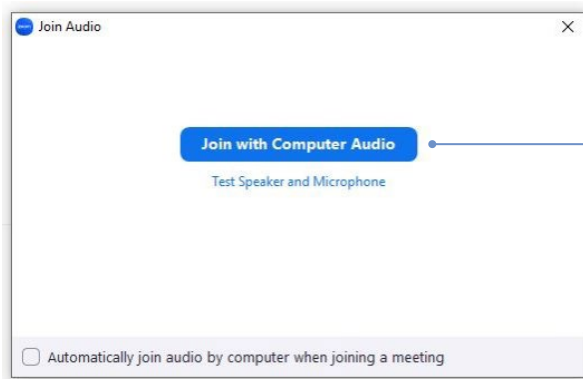 Join Audio
Join with Computer Audio
Test Speaker and Microphone
Automatically join audio by computer when joining a meeting